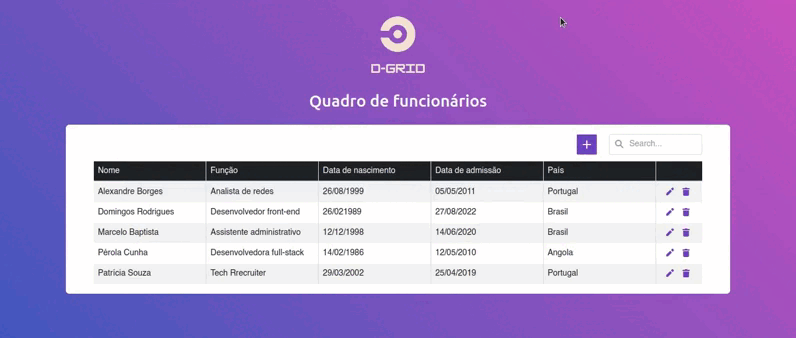 D-GRID
Quadro de funcionários
Search...
Nome Função Data de nascimento Data de admissão País
Alexandre Borges Analista de redes 26/08/1999 05/05/2011 Portugal
Domingos Rodrigues Desenvolvedor front-end 26/021989 27/08/2022 Brasil
Marcelo Baptista Assistente administrativo 12/12/1998 14/06/2020 Brasil
Pérola Cunha Desenvolvedora full-stack 14/02/1986 12/05/2010 Angola
Patrícia Souza Tech Rrecruiter 29/03/2002 25/04/2019 Portugal